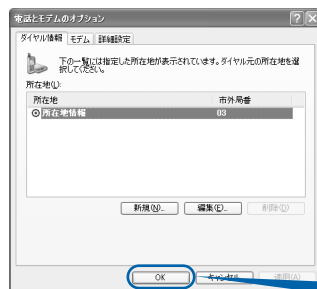 電話とモデムのオプション
ダイヤル情報 モデム 詳細設定
下の一覧には指定した所在地が表示されています。ダイヤル元の所在地を選
択してください。
所在地(L):
所在地 市外局番
所在地情報 03
新規(N)... 編集(E)... 削除(D)
OK キャンセル 適用(A)